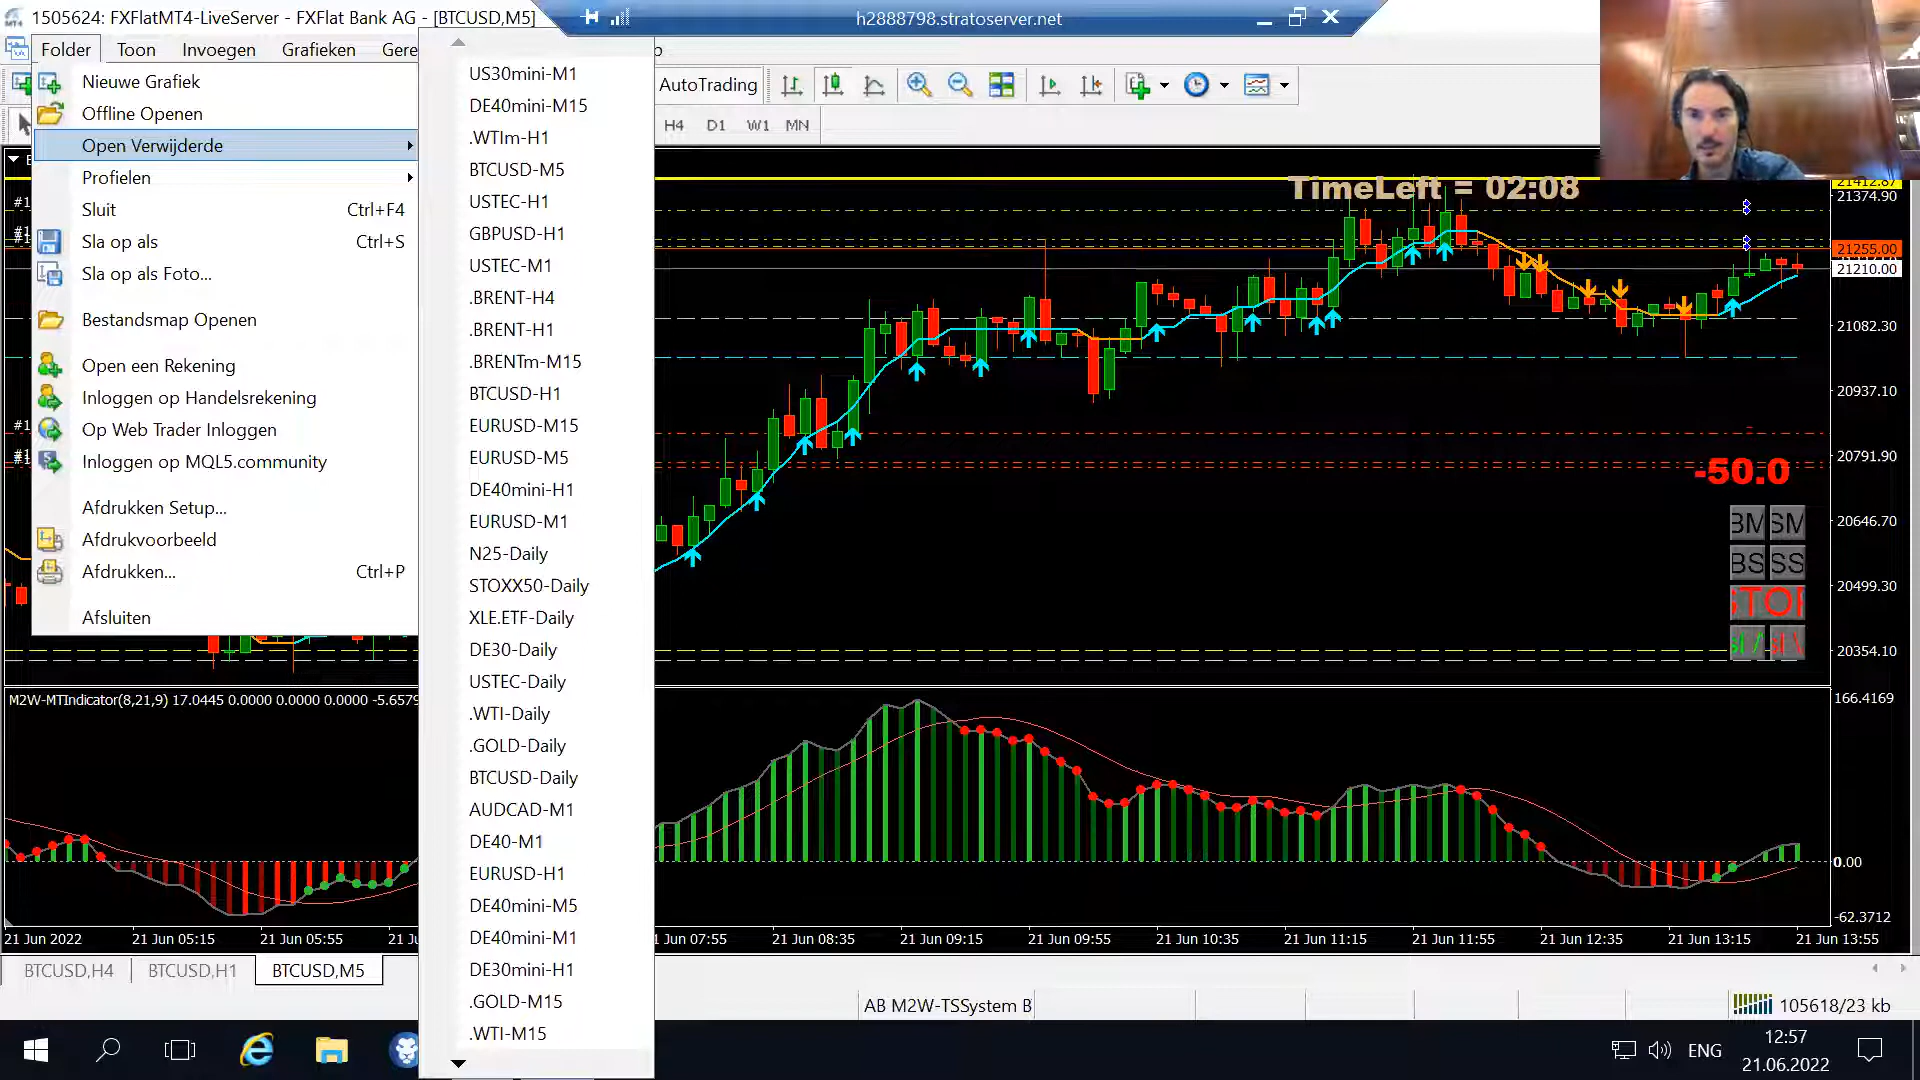 1505624: FXFlatMT4-LiveServer - FXFlat Bank AG - [BTCUSD,M5]
h2888798.stratoserver.net
Folder
Toon
Invoegen
Grafieken
Nieuwe Grafiek
Offline Openen
Open Verwijderde
Profielen
Sluit Ctrl+F4
Sla op als Ctrl+S
Sla op als Foto...
Bestandsmap Openen
Open een Rekening
Inloggen op Handelsrekening
Op Web Trader Inloggen
Inloggen op MQL5.community
Afdrukken Setup...
Afdrukvoorbeeld
Afdrukken... Ctrl+P
Afsluiten
US30mini-M1
DE40mini-M15
.WTIm-H1
BTCUSD-M5
USTEC-H1
GBPUSD-H1
USTEC-M1
.BRENT-H4
.BRENT-H1
.BRENTm-M15
BTCUSD-H1
EURUSD-M15
EURUSD-M5
DE40mini-H1
EURUSD-M1
N25-Daily
STOXX50-Daily
XLE.ETF-Daily
DE30-Daily
USTEC-Daily
.WTI-Daily
.GOLD-Daily
BTCUSD-Daily
AUDCAD-M1
DE40-M1
EURUSD-H1
DE40mini-M5
DE40mini-M1
DE30mini-H1
.GOLD-M15
.WTI-M15
AutoTrading
H4 D1 W1 MN
TimeLeft = 02:08
21374.90
21255.00
21210.00
21082.30
20937.10
20791.90
20646.70
20499.30
20354.10
-50.0
BM SM
BS SS
STOP
M2W-MTIndicator(8,21,9) 17.0445 0.0000 0.0000 0.0000 -5.6579
166.4169
0.00
-62.3712
21 Jun 2022
21 Jun 05:15
21 Jun 05:55
21 Jun 08:35
21 Jun 09:15
21 Jun 09:55
21 Jun 10:35
21 Jun 11:15
21 Jun 11:55
21 Jun 12:35
21 Jun 13:15
21 Jun 13:55
BTCUSD,H4
BTCUSD,H1
BTCUSD,M5
AB M2W-TSSystem B
105618/23 kb
ENG
12:57
21.06.2022